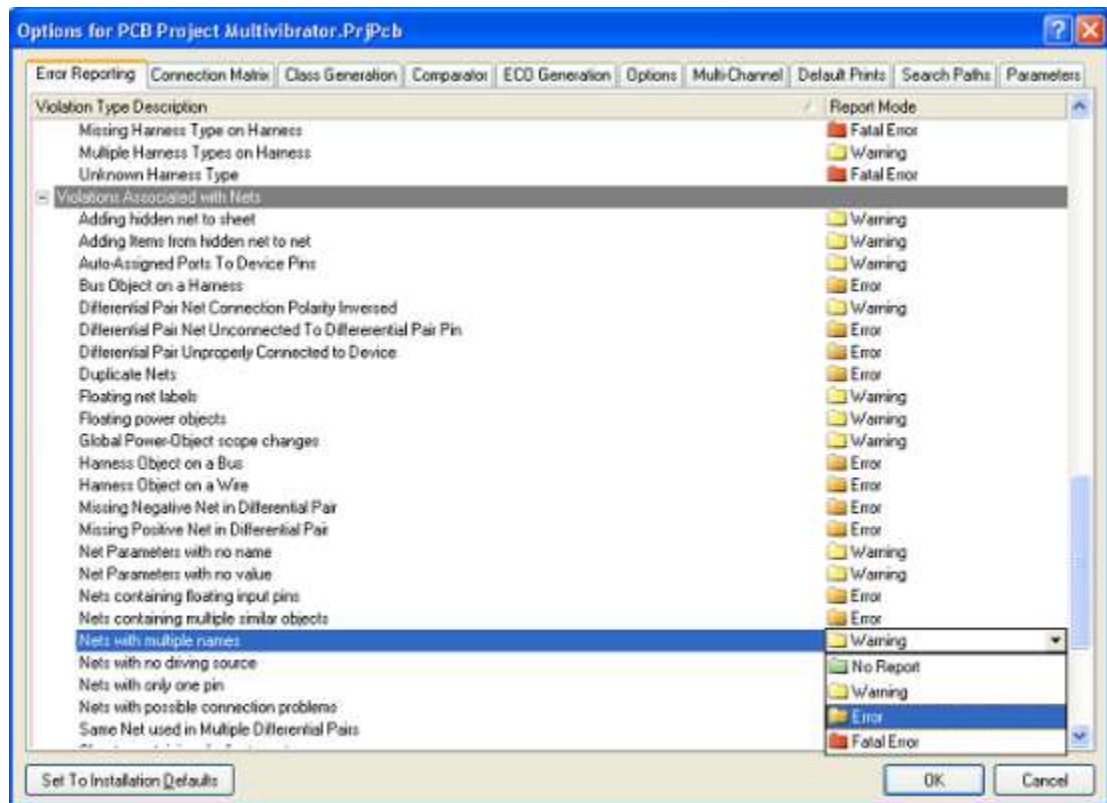 Options for PCB Project Multivibrator.PrjPcb
Error Reporting Connection Matrix Class Generation Comparator ECO Generation Options Multi-Channel Default Prints Search Paths Parameters
Violation Type Description Report Mode
Missing Harness Type on Harness Fatal Error
Multiple Harness Types on Harness Warning
Unknown Harness Type Fatal Error
Violations Associated with Nets
Adding hidden net to sheet Warning
Adding Items from hidden net to net Warning
Auto-Assigned Ports To Device Pins Warning
Bus Object on a Harness Error
Differential Pair Net Connection Polarity Inversed Warning
Differential Pair Net Unconnected To Differerential Pair Pin Error
Differential Pair Unproperly Connected to Device Error
Duplicate Nets Error
Floating net labels Warning
Floating power objects Warning
Global Power-Object scope changes Warning
Harness Object on a Bus Error
Harness Object on a Wire Error
Missing Negative Net in Differential Pair Error
Missing Positive Net in Differential Pair Error
Net Parameters with no name Warning
Net Parameters with no value Warning
Nets containing floating input pins Error
Nets containing multiple similar objects Error
Nets with multiple names Warning
Nets with no driving source No Report
Nets with only one pin Warning
Nets with possible connection problems Error
Same Net used in Multiple Differential Pairs Fatal Error
Set To Installation Defaults OK Cancel